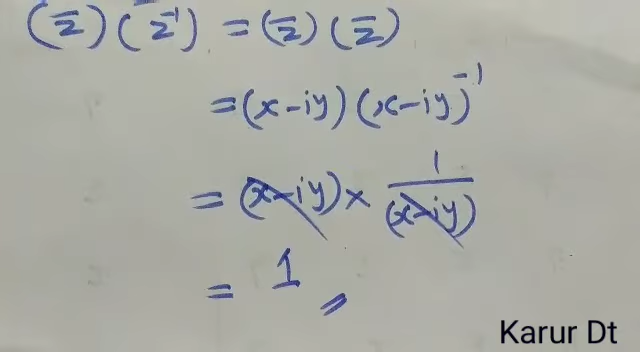 (z̅)(z̅⁻¹) = (z̅)(z̅)
= (x-iy)(x-iy)⁻¹
= (x-iy) × 1/(x-iy)
= 1 〃
Karur Dt